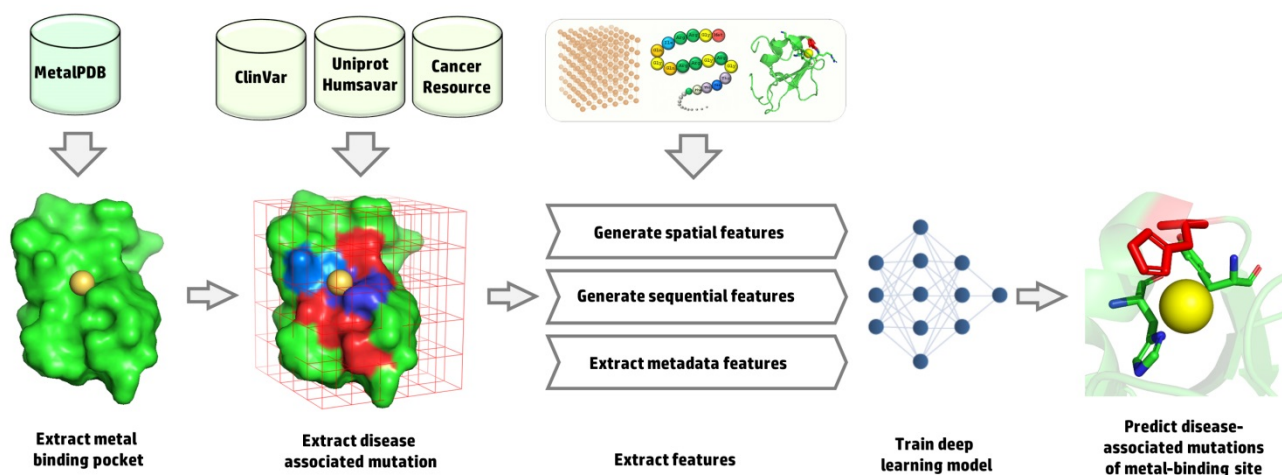 MetalPDB
ClinVar
Uniprot
Humsavar
Cancer
Resource
Generate spatial features
Generate sequential features
Extract metadata features
Extract metal
binding pocket
Extract disease
associated mutation
Extract features
Train deep
learning model
Predict disease-
associated mutations
of metal-binding site